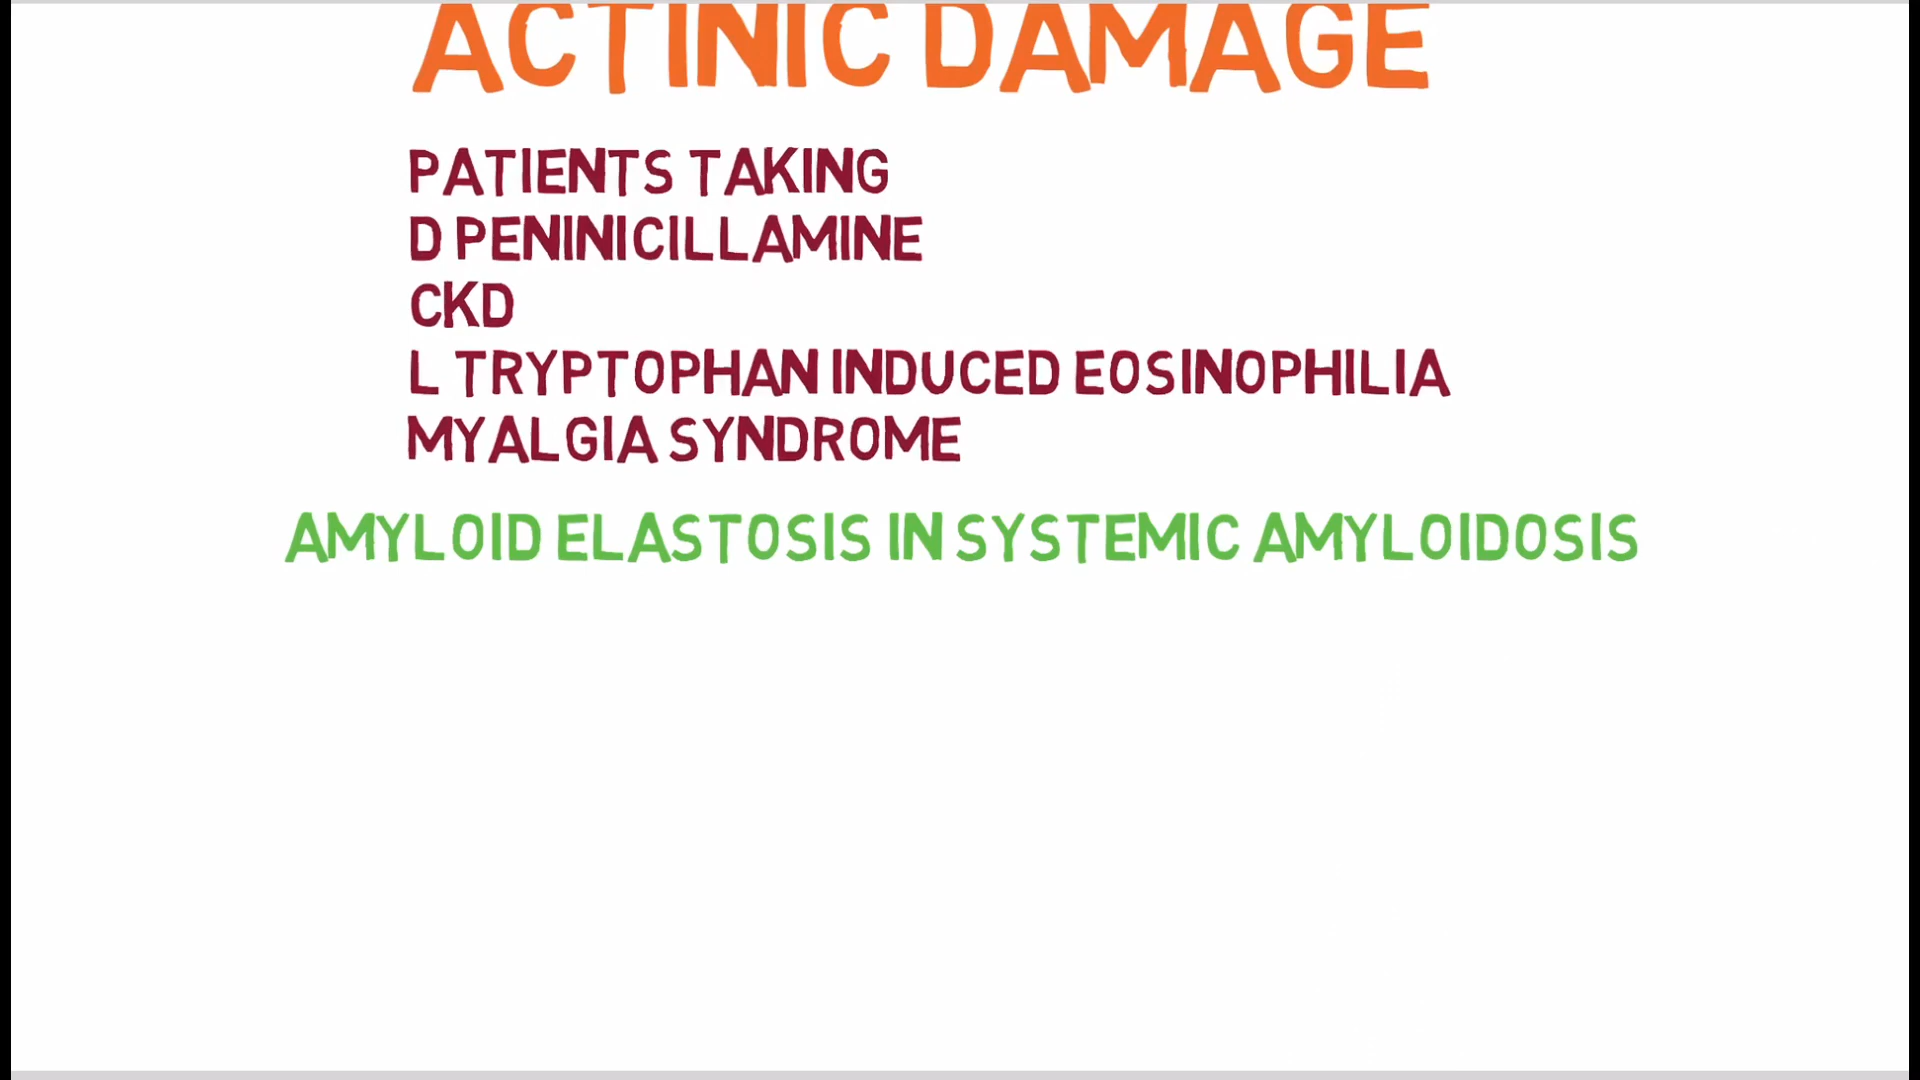 ACTINIC DAMAGE
PATIENTS TAKING
D PENINICILLAMINE
CKD
L TRYPTOPHAN INDUCED EOSINOPHILIA
MYALGIA SYNDROME
AMYLOID ELASTOSIS IN SYSTEMIC AMYLOIDOSIS